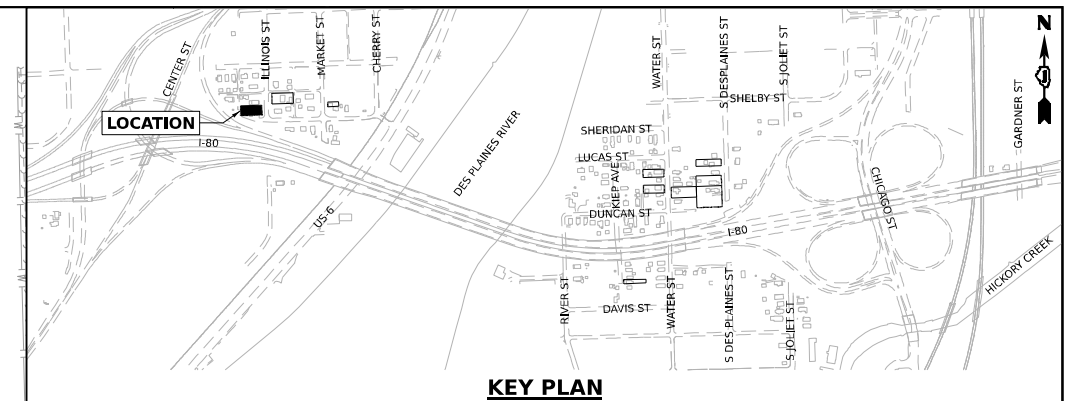 CENTER ST
ILLINOIS ST
MARKET ST
CHERRY ST
WATER ST
S DESPLAINES ST
S JOLIET ST
N
GARDNER ST
SHELBY ST
LOCATION
I-80
DES PLAINES RIVER
SHERIDAN ST
LUCAS ST
KIEP AVE
DUNCAN ST
CHICAGO ST
US-6
I-80
HICKORY CREEK
RIVER ST
DAVIS ST
WATER ST
S DES PLAINES ST
S JOLIET ST
KEY PLAN